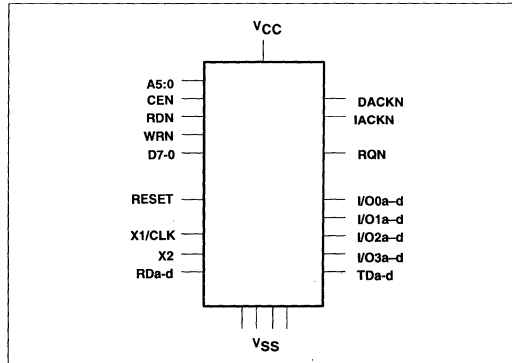 VCC
A5:0
CEN
RDN
WRN
D7-0
RESET
X1/CLK
X2
RDa-d
DACKN
IACKN
RQN
I/O0a–d
I/O1a–d
I/O2a–d
I/O3a–d
TDa-d
VSS